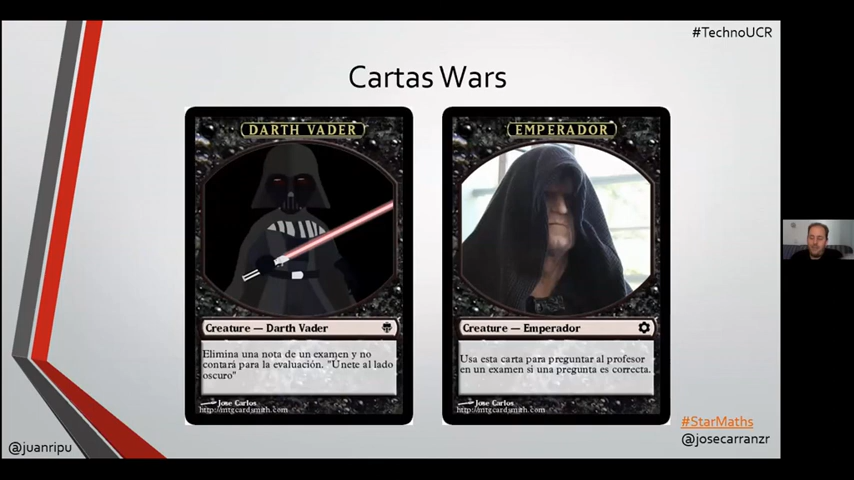 #TechnoUCR
Cartas Wars
DARTH VADER
Creature — Darth Vader
Elimina una nota de un examen y no
contará para la evaluación. "Únete al lado
oscuro"
Jose Carlos
http://mtgcardsmith.com
EMPERADOR
Creature — Emperador
Usa esta carta para preguntar al profesor
en un examen si una pregunta es correcta.
Jose Carlos
http://mtgcardsmith.com
#StarMaths
@josecarranzr
@juanripu